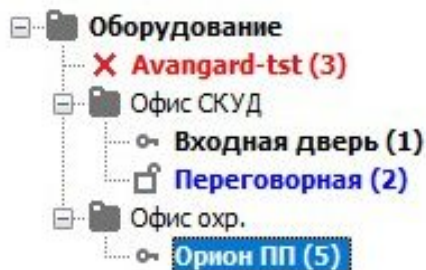 Оборудование
Avangard-tst (3)
Офис СКУД
Входная дверь (1)
Переговорная (2)
Офис охр.
Орион ПП (5)